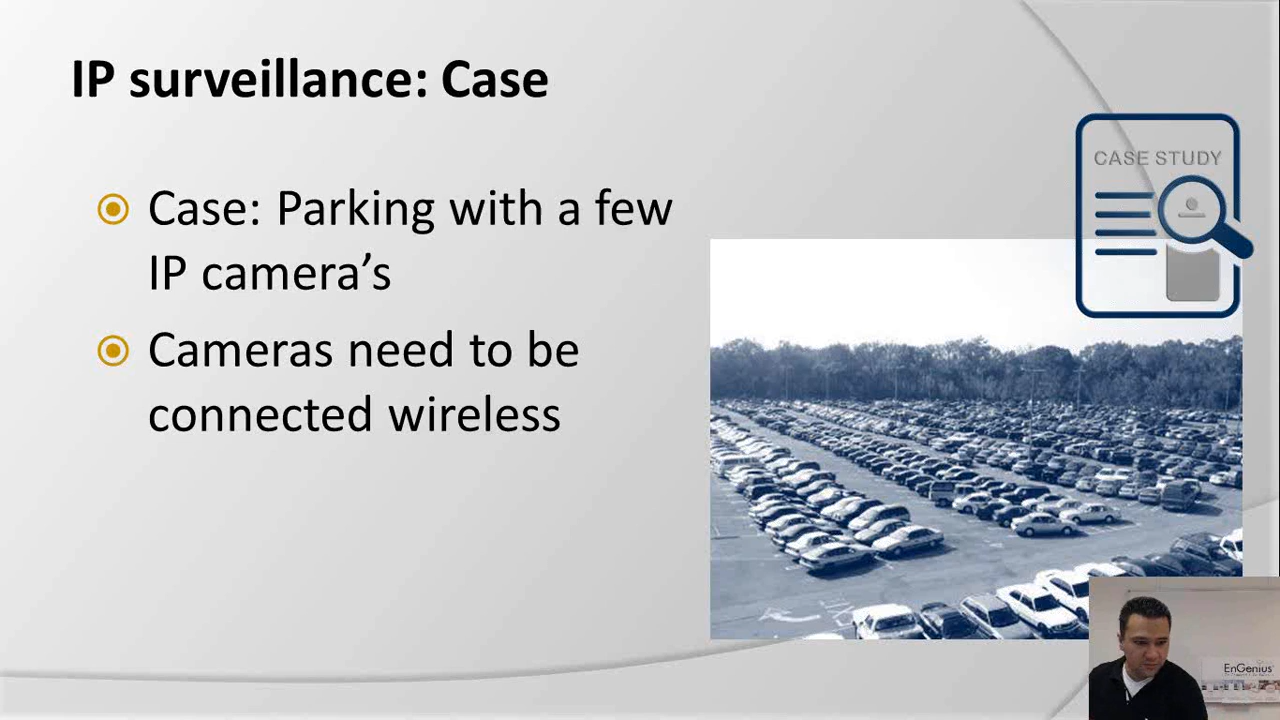 IP surveillance: Case
CASE STUDY
Case: Parking with a few
IP camera's
Cameras need to be
connected wireless
EnGenius